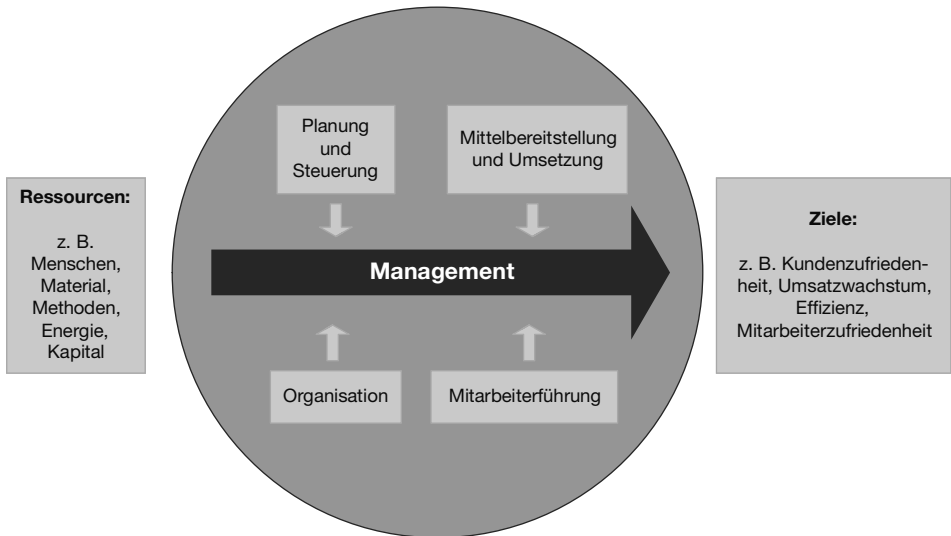 Ressourcen:
z. B.
Menschen,
Material,
Methoden,
Energie,
Kapital
Planung
und
Steuerung
Mittelbereitstellung
und Umsetzung
Management
Organisation
Mitarbeiterführung
Ziele:
z. B. Kundenzufrieden-
heit, Umsatzwachstum,
Effizienz,
Mitarbeiterzufriedenheit